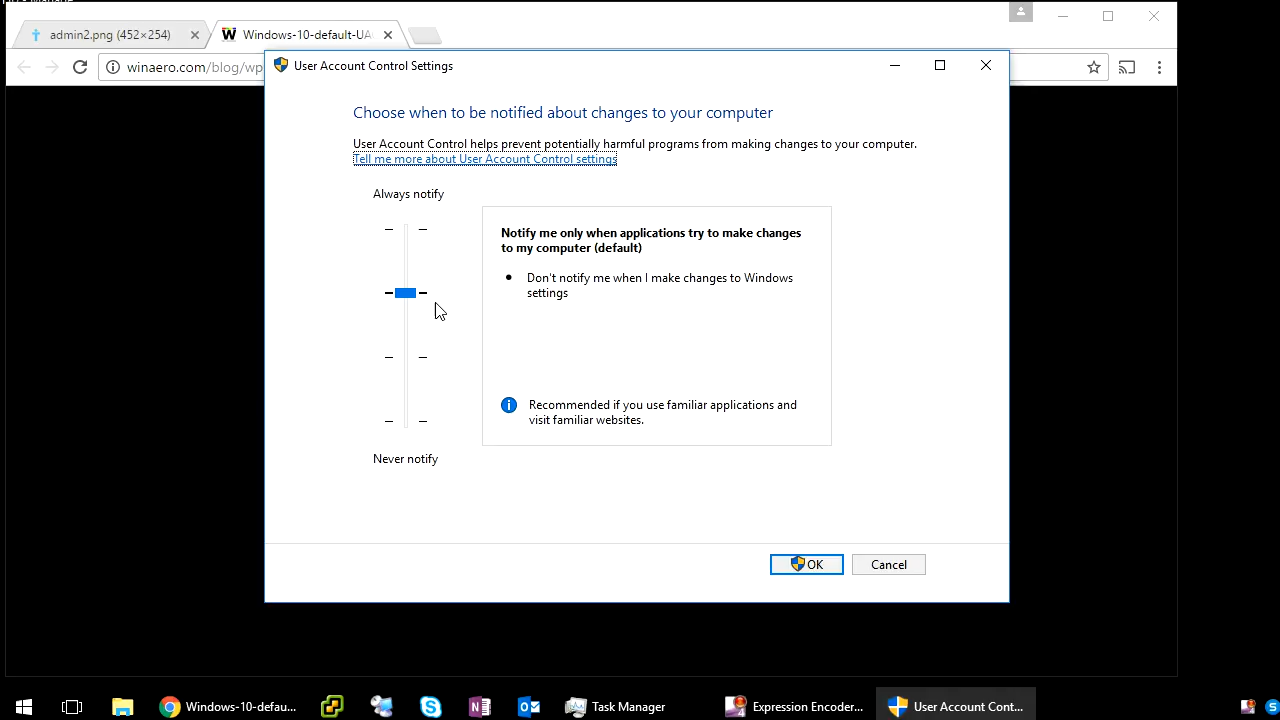 admin2.png (452×254)
Windows-10-default-UA
winaero.com/blog/wp
User Account Control Settings
Choose when to be notified about changes to your computer
User Account Control helps prevent potentially harmful programs from making changes to your computer.
Tell me more about User Account Control settings
Always notify
Notify me only when applications try to make changes
to my computer (default)
• Don't notify me when I make changes to Windows
settings
Recommended if you use familiar applications and
visit familiar websites.
Never notify
OK
Cancel
Windows-10-defau...
Task Manager
Expression Encoder...
User Account Cont...